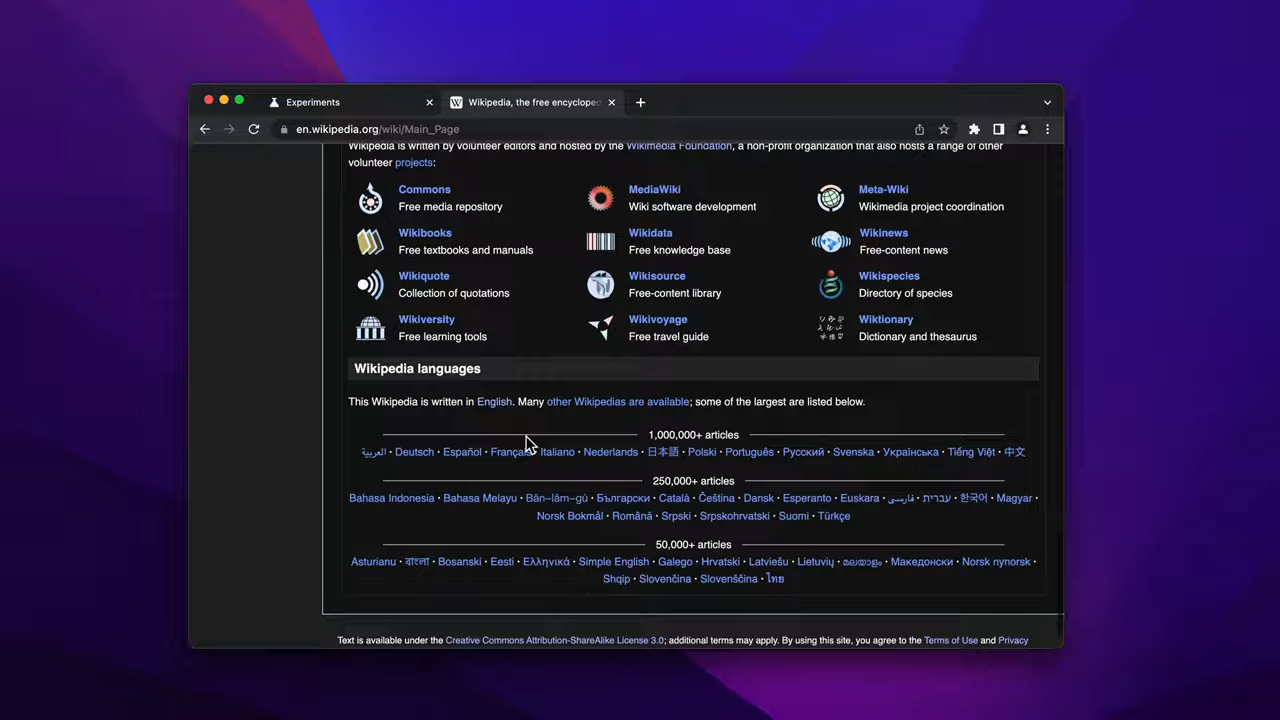 Experiments
Wikipedia, the free encycloped
en.wikipedia.org/wiki/Main_Page
Wikipedia is written by volunteer editors and hosted by the Wikimedia Foundation, a non-profit organization that also hosts a range of other
volunteer projects:
Commons
Free media repository
MediaWiki
Wiki software development
Meta-Wiki
Wikimedia project coordination
Wikibooks
Free textbooks and manuals
Wikidata
Free knowledge base
Wikinews
Free-content news
Wikiquote
Collection of quotations
Wikisource
Free-content library
Wikispecies
Directory of species
Wikiversity
Free learning tools
Wikivoyage
Free travel guide
Wiktionary
Dictionary and thesaurus
Wikipedia languages
This Wikipedia is written in English. Many other Wikipedias are available; some of the largest are listed below.
1,000,000+ articles
العربية · Deutsch · Español · Français · Italiano · Nederlands · 日本語 · Polski · Português · Русский · Svenska · Українська · Tiếng Việt · 中文
250,000+ articles
Bahasa Indonesia · Bahasa Melayu · Bân-lâm-gú · Български · Català · Čeština · Dansk · Esperanto · Euskara · فارسی · עברית · 한국어 · Magyar ·
Norsk Bokmål · Română · Srpski · Srpskohrvatski · Suomi · Türkçe
50,000+ articles
Asturianu · বাংলা · Bosanski · Eesti · Ελληνικά · Simple English · Galego · Hrvatski · Latviešu · Lietuvių · മലയാളം · Македонски · Norsk nynorsk ·
Shqip · Slovenčina · Slovenščina · ไทย
Text is available under the Creative Commons Attribution-ShareAlike License 3.0; additional terms may apply. By using this site, you agree to the Terms of Use and Privacy